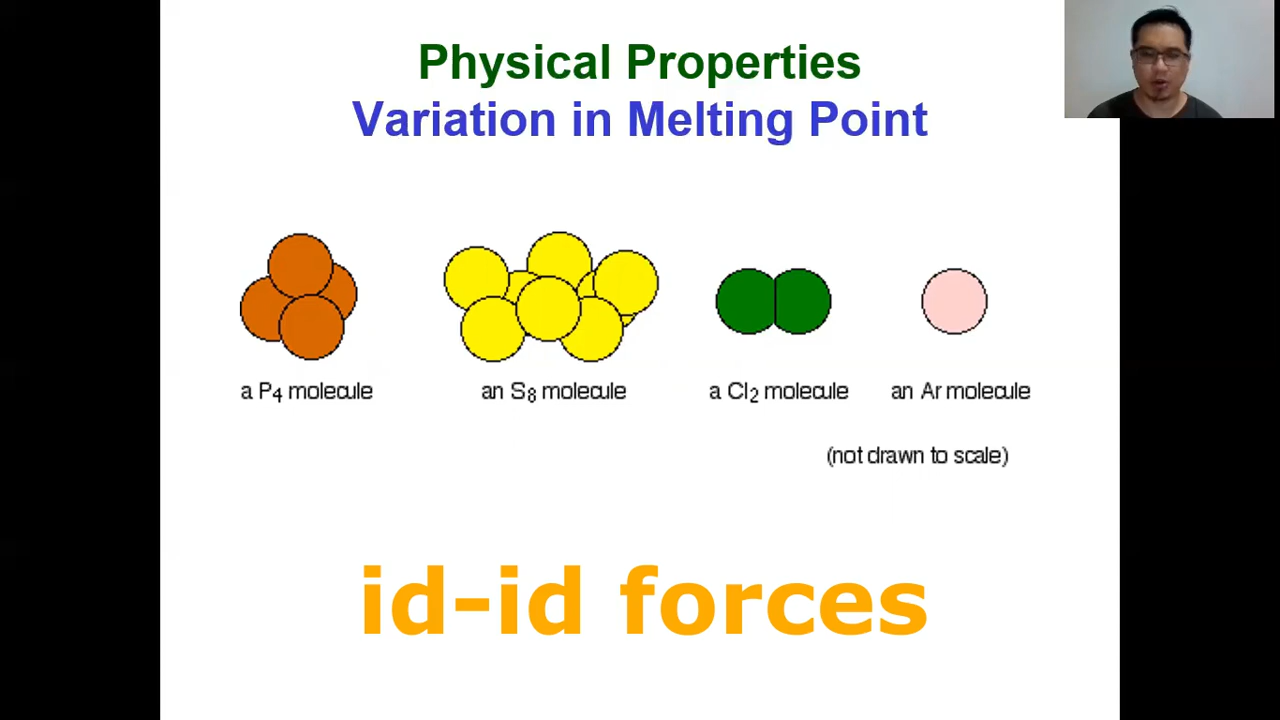 Physical Properties
Variation in Melting Point
a P4 molecule
an S8 molecule
a Cl2 molecule
an Ar molecule
(not drawn to scale)
id-id forces